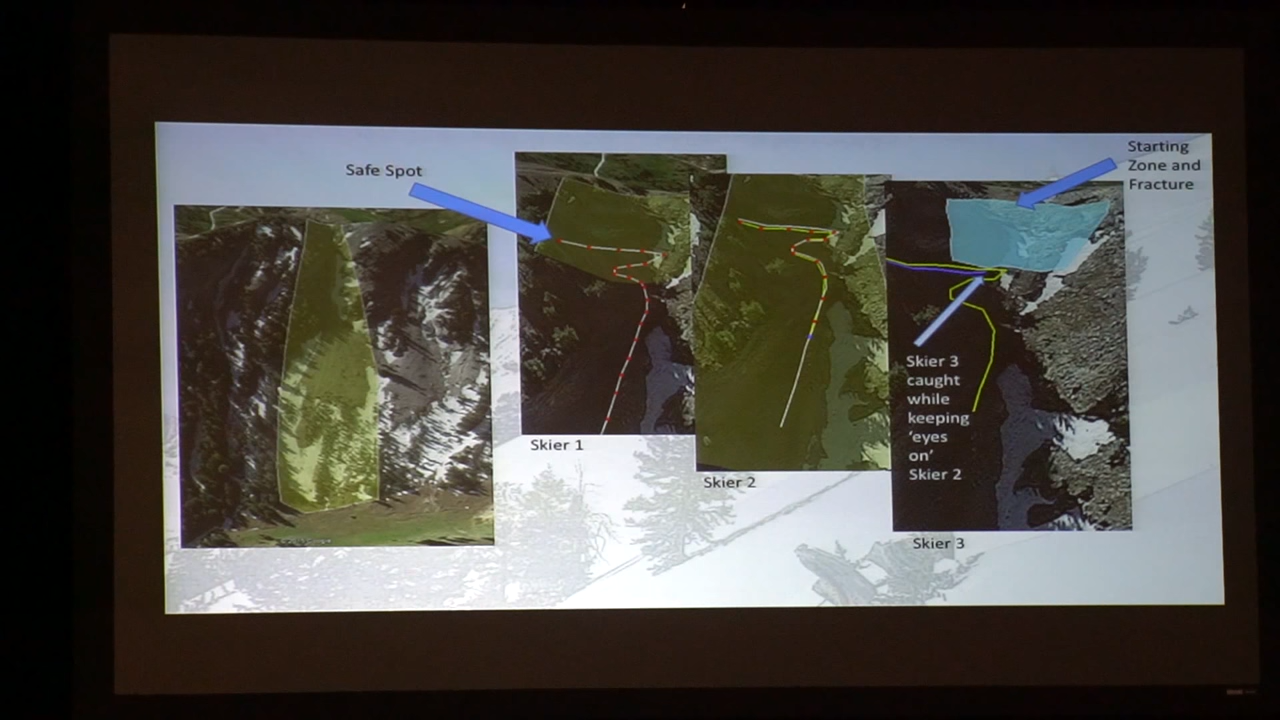 Safe Spot
Starting
Zone and
Fracture
Skier 1
Skier 2
Skier 3
caught
while
keeping
'eyes
on'
Skier 2
Skier 3